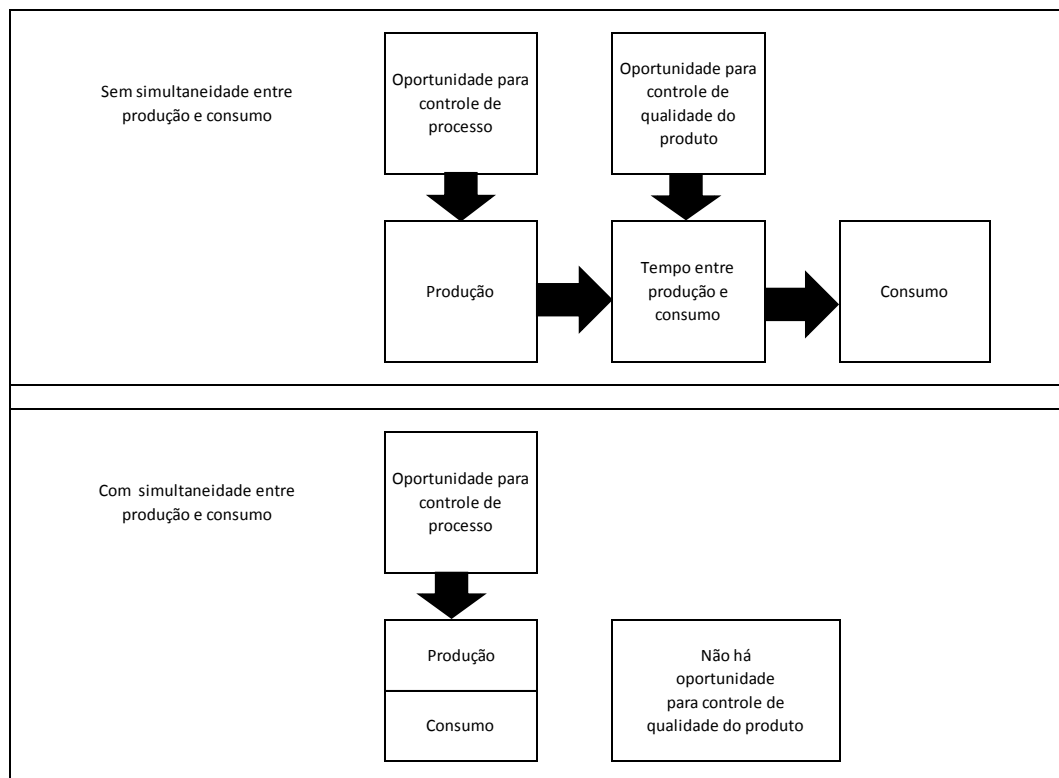 Sem simultaneidade entre
produção e consumo
Oportunidade para
controle de
processo
Oportunidade para
controle de
qualidade do
produto
Produção
Tempo entre
produção e
consumo
Consumo
Com simultaneidade entre
produção e consumo
Oportunidade para
controle de
processo
Produção
Consumo
Não há
oportunidade
para controle de
qualidade do produto